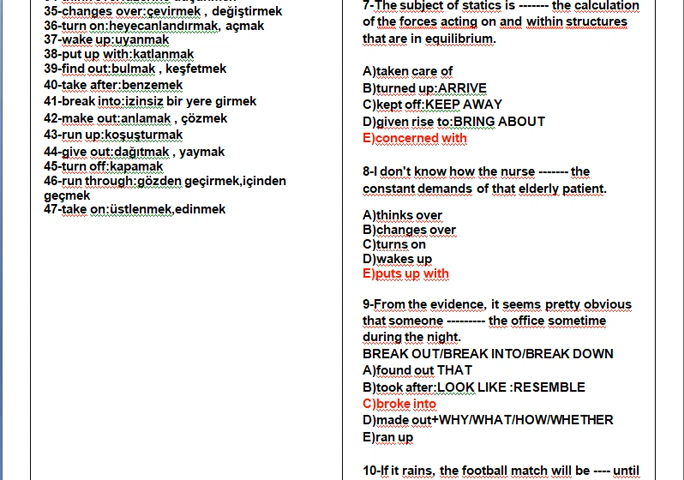 35-changes over:çevirmek , değiştirmek
36-turn on:heyecanlandırmak, açmak
37-wake up:uyanmak
38-put up with:katlanmak
39-find out:bulmak , keşfetmek
40-take after:benzemek
41-break into:izinsiz bir yere girmek
42-make out:anlamak , çözmek
43-run up:koşuşturmak
44-give out:dağıtmak , yaymak
45-turn off:kapamak
46-run through:gözden geçirmek,içinden
geçmek
47-take on:üstlenmek,edinmek
7-The subject of statics is ------- the calculation
of the forces acting on and within structures
that are in equilibrium.
A)taken care of
B)turned up:ARRIVE
C)kept off:KEEP AWAY
D)given rise to:BRING ABOUT
E)concerned with
8-I don't know how the nurse ------- the
constant demands of that elderly patient.
A)thinks over
B)changes over
C)turns on
D)wakes up
E)puts up with
9-From the evidence, it seems pretty obvious
that someone --------- the office sometime
during the night.
BREAK OUT/BREAK INTO/BREAK DOWN
A)found out THAT
B)took after:LOOK LIKE :RESEMBLE
C)broke into
D)made out+WHY/WHAT/HOW/WHETHER
E)ran up
10-If it rains, the football match will be ---- until